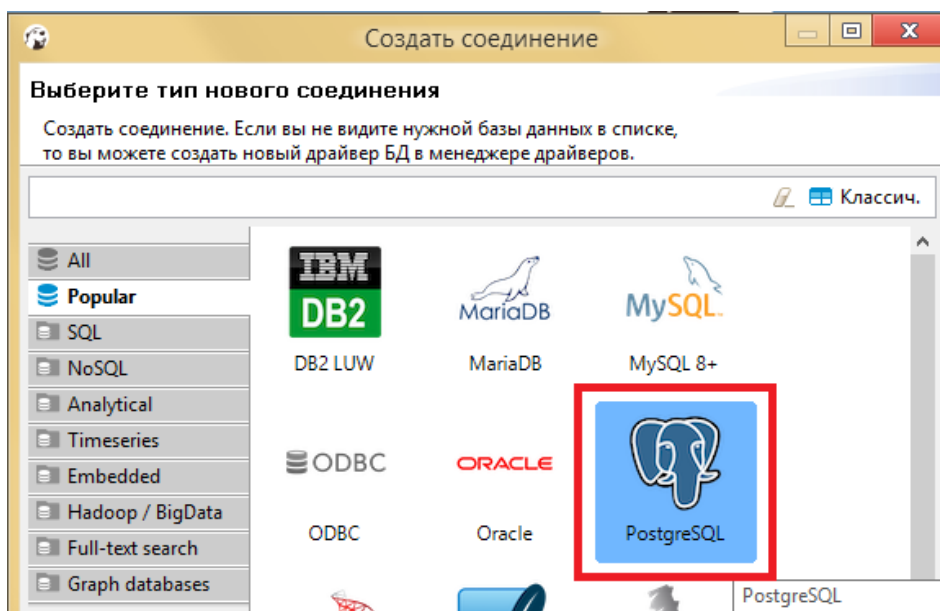 Создать соединение
Выберите тип нового соединения
Создать соединение. Если вы не видите нужной базы данных в списке,
то вы можете создать новый драйвер БД в менеджере драйверов.
Классич.
All
Popular
SQL
NoSQL
Analytical
Timeseries
Embedded
Hadoop / BigData
Full-text search
Graph databases
IBM
DB2
MariaDB
MySQL
DB2 LUW
MariaDB
MySQL 8+
ODBC
ORACLE
ODBC
Oracle
PostgreSQL
PostgreSQL